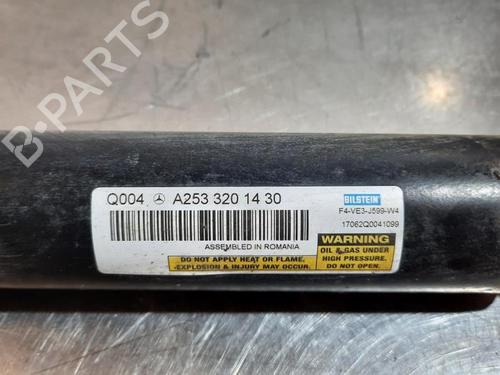 Q004 A253 320 14 30
BILSTEIN
F4-VE3-J599-W4
17062Q0041099
ASSEMBLED IN ROMANIA
DO NOT APPLY HEAT OR FLAME.
EXPLOSION & INJURY MAY OCCUR.
WARNING
OIL & GAS UNDER
HIGH PRESSURE.
DO NOT OPEN.
B-PARTS